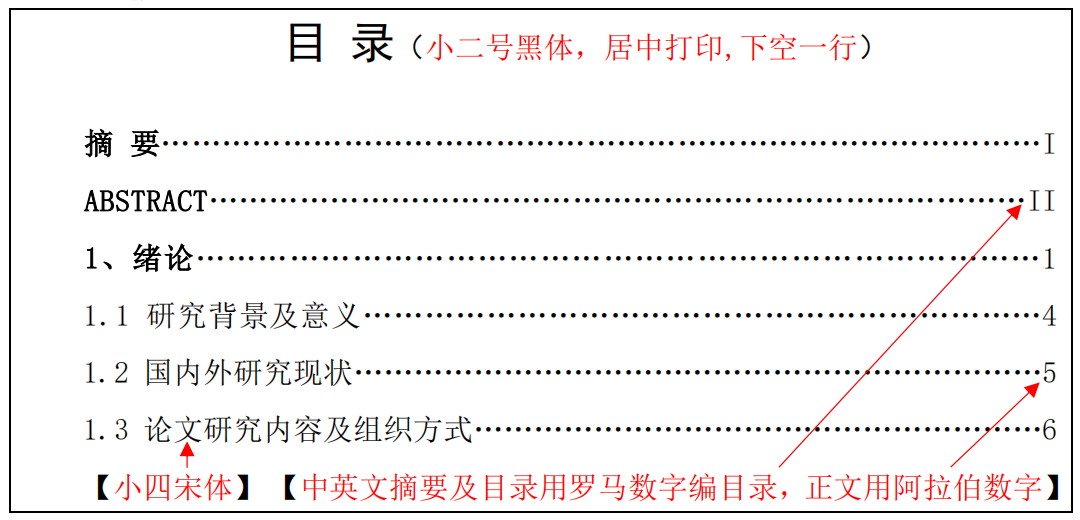 目 录（小二号黑体，居中打印,下空一行）
摘 要…………………………………………………………………………………I
ABSTRACT……………………………………………………………………………II
1、绪论………………………………………………………………………………1
1.1 研究背景及意义………………………………………………………………4
1.2 国内外研究现状………………………………………………………………5
1.3 论文研究内容及组织方式……………………………………………………6
【小四宋体】【中英文摘要及目录用罗马数字编目录，正文用阿拉伯数字】